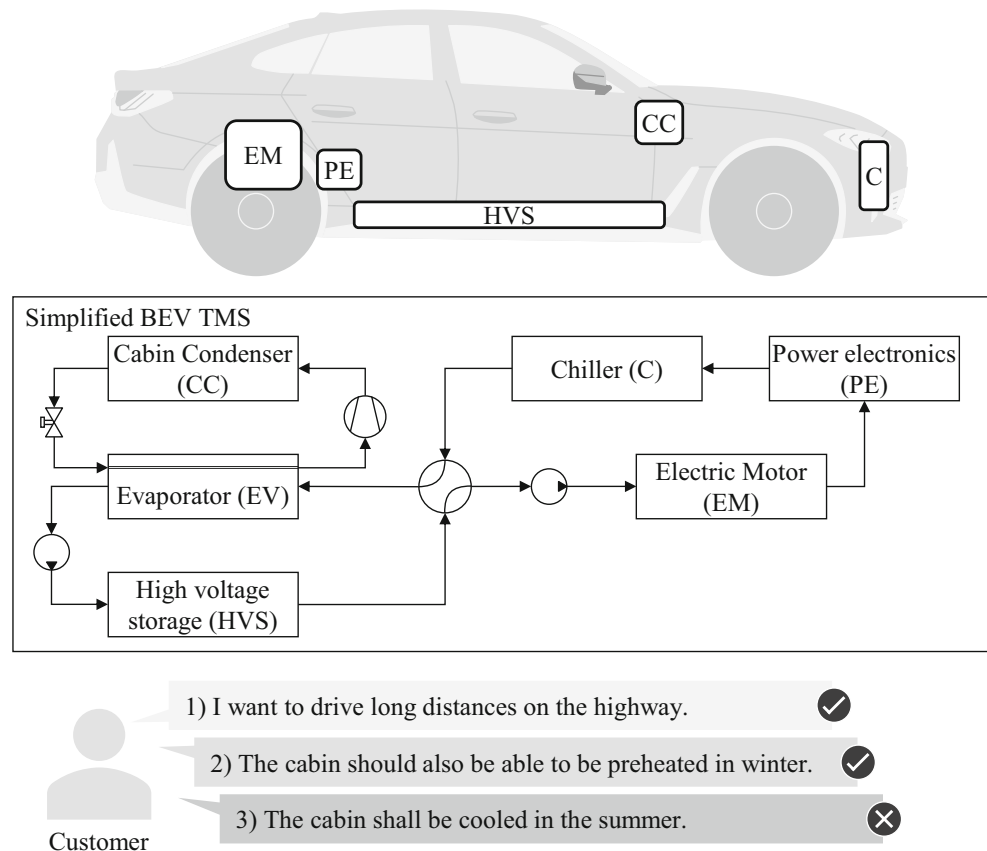 CC
EM
PE
C
HVS
Simplified BEV TMS
Cabin Condenser
(CC)
Chiller (C)
Power electronics
(PE)
Evaporator (EV)
Electric Motor
(EM)
High voltage
storage (HVS)
1) I want to drive long distances on the highway.
2) The cabin should also be able to be preheated in winter.
3) The cabin shall be cooled in the summer.
Customer